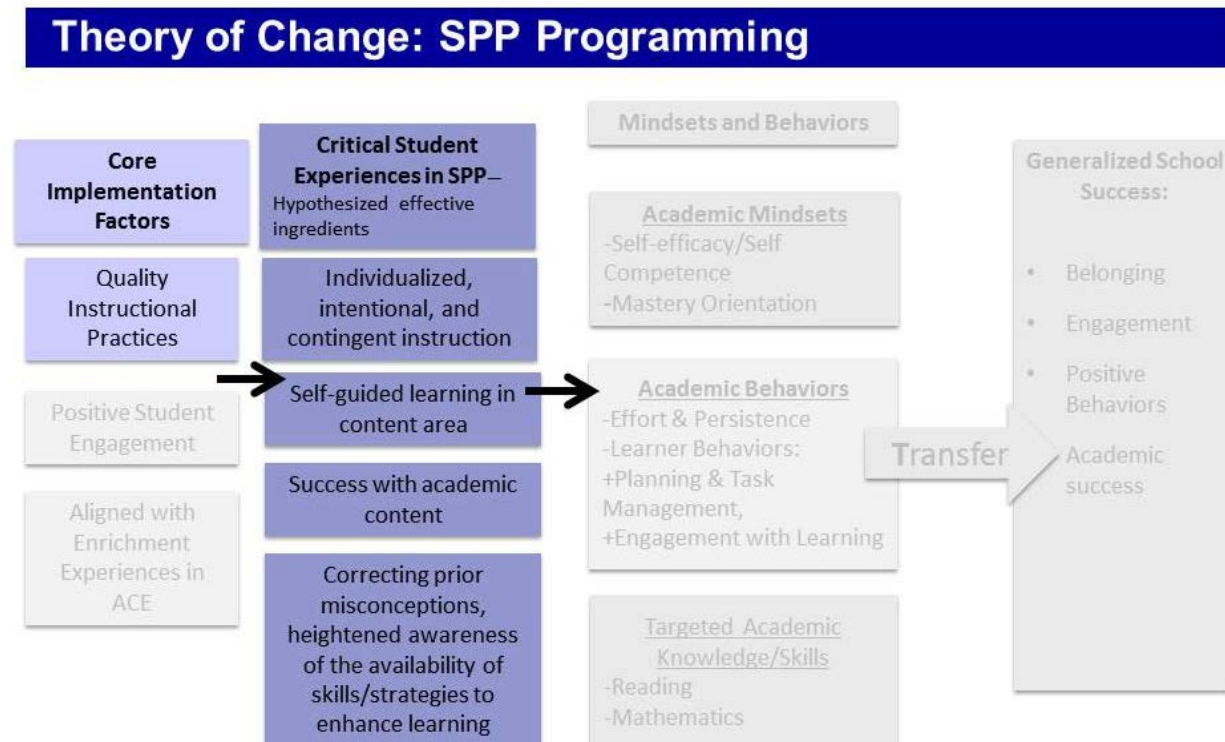 Theory of Change: SPP Programming
Core
Implementation
Factors
Quality
Instructional
Practices
Positive Student
Engagement
Aligned with
Enrichment
Experiences in
ACE
Critical Student
Experiences in SPP–
Hypothesized effective
ingredients
Individualized,
intentional, and
contingent instruction
Self-guided learning in
content area
Success with academic
content
Correcting prior
misconceptions,
heightened awareness
of the availability of
skills/strategies to
enhance learning
Mindsets and Behaviors
Academic Mindsets
-Self-efficacy/Self
Competence
-Mastery Orientation
Academic Behaviors
-Effort & Persistence
-Learner Behaviors:
+Planning & Task
Management,
+Engagement with Learning
Targeted Academic
Knowledge/Skills
-Reading
-Mathematics
Transfer
Generalized School
Success:
• Belonging
• Engagement
• Positive
Behaviors
• Academic
success